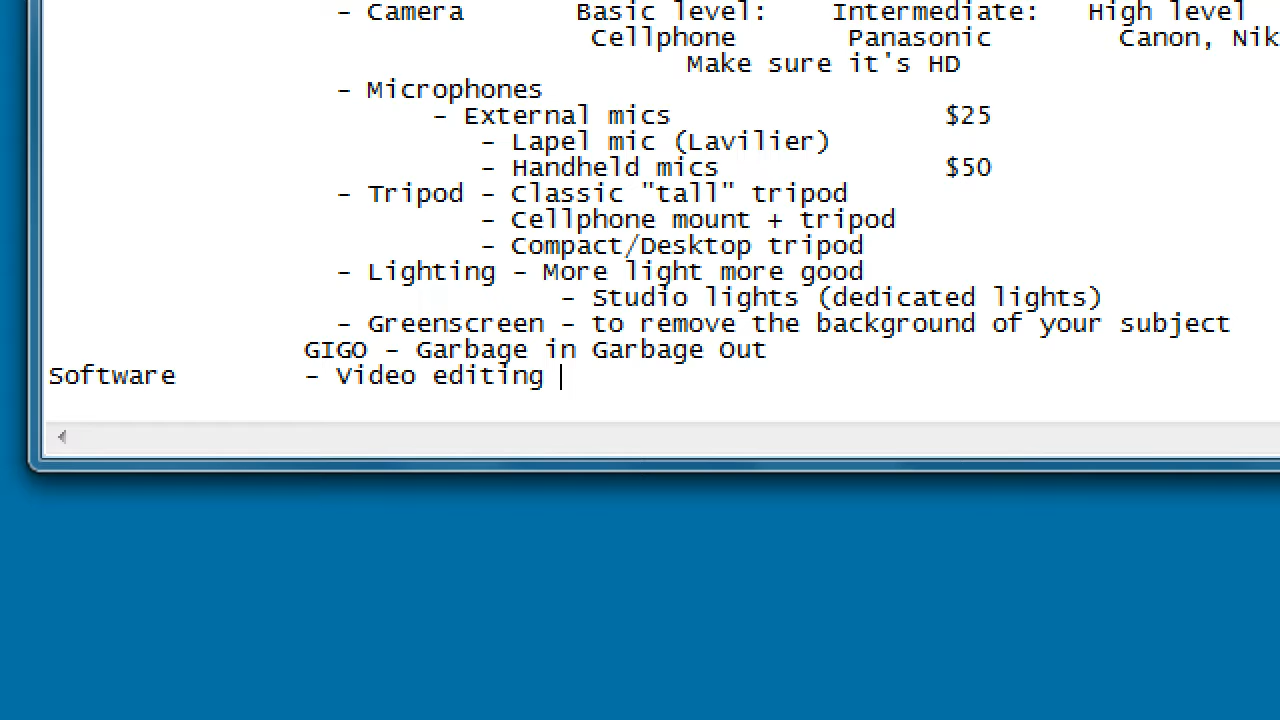 - Camera Basic level: Intermediate: High level
Cellphone Panasonic Canon, Nik
Make sure it's HD
- Microphones
- External mics $25
- Lapel mic (Lavilier)
- Handheld mics $50
- Tripod - Classic "tall" tripod
- Cellphone mount + tripod
- Compact/Desktop tripod
- Lighting - More light more good
- Studio lights (dedicated lights)
- Greenscreen - to remove the background of your subject
GIGO - Garbage in Garbage Out
Software - Video editing